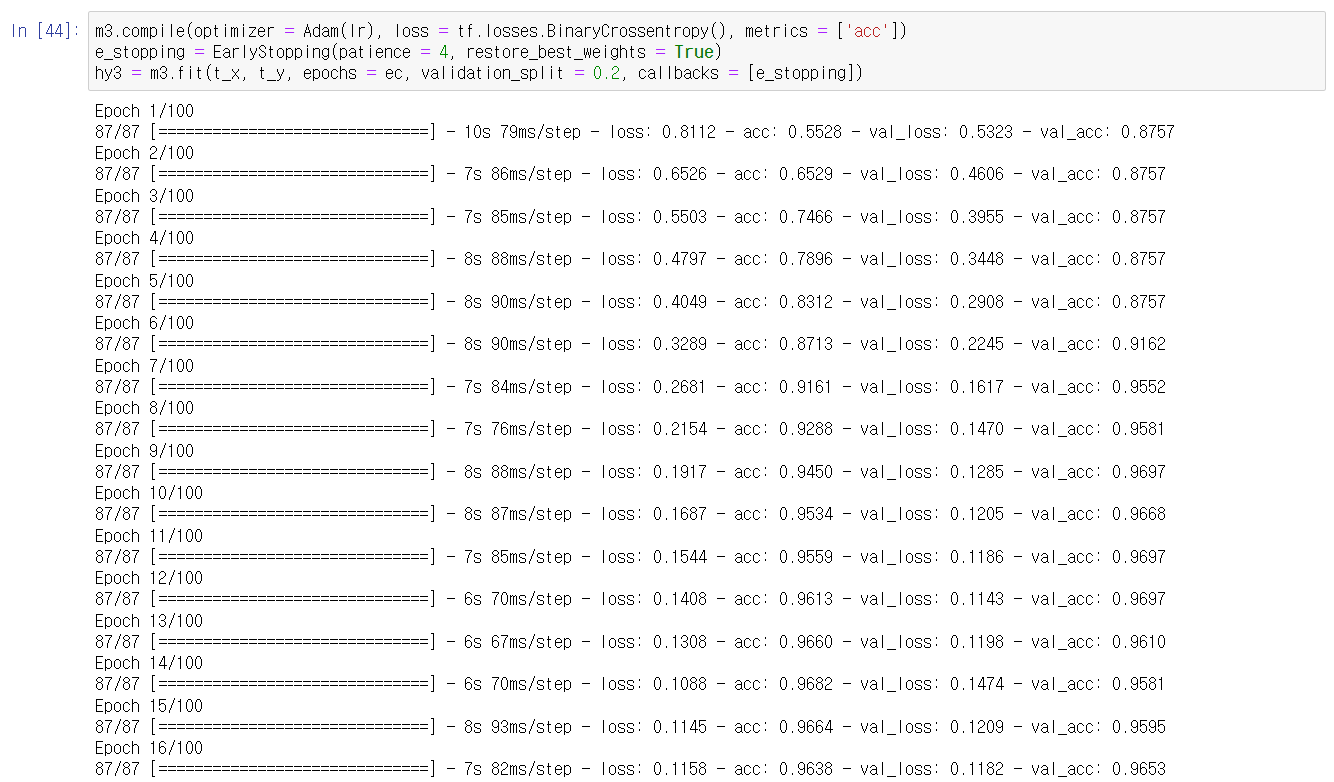 In [44]: m3.compile(optimizer = Adam(lr), loss = tf.losses.BinaryCrossentropy(), metrics = ['acc'])
e_stopping = EarlyStopping(patience = 4, restore_best_weights = True)
hy3 = m3.fit(t_x, t_y, epochs = ec, validation_split = 0.2, callbacks = [e_stopping])
Epoch 1/100
87/87 [==============================] - 10s 79ms/step - loss: 0.8112 - acc: 0.5528 - val_loss: 0.5323 - val_acc: 0.8757
Epoch 2/100
87/87 [==============================] - 7s 86ms/step - loss: 0.6526 - acc: 0.6529 - val_loss: 0.4606 - val_acc: 0.8757
Epoch 3/100
87/87 [==============================] - 7s 85ms/step - loss: 0.5503 - acc: 0.7466 - val_loss: 0.3955 - val_acc: 0.8757
Epoch 4/100
87/87 [==============================] - 8s 88ms/step - loss: 0.4797 - acc: 0.7896 - val_loss: 0.3448 - val_acc: 0.8757
Epoch 5/100
87/87 [==============================] - 8s 90ms/step - loss: 0.4049 - acc: 0.8312 - val_loss: 0.2908 - val_acc: 0.8757
Epoch 6/100
87/87 [==============================] - 8s 90ms/step - loss: 0.3289 - acc: 0.8713 - val_loss: 0.2245 - val_acc: 0.9162
Epoch 7/100
87/87 [==============================] - 7s 84ms/step - loss: 0.2681 - acc: 0.9161 - val_loss: 0.1617 - val_acc: 0.9552
Epoch 8/100
87/87 [==============================] - 7s 76ms/step - loss: 0.2154 - acc: 0.9288 - val_loss: 0.1470 - val_acc: 0.9581
Epoch 9/100
87/87 [==============================] - 8s 88ms/step - loss: 0.1917 - acc: 0.9450 - val_loss: 0.1285 - val_acc: 0.9697
Epoch 10/100
87/87 [==============================] - 8s 87ms/step - loss: 0.1687 - acc: 0.9534 - val_loss: 0.1205 - val_acc: 0.9668
Epoch 11/100
87/87 [==============================] - 7s 85ms/step - loss: 0.1544 - acc: 0.9559 - val_loss: 0.1186 - val_acc: 0.9697
Epoch 12/100
87/87 [==============================] - 6s 70ms/step - loss: 0.1408 - acc: 0.9613 - val_loss: 0.1143 - val_acc: 0.9697
Epoch 13/100
87/87 [==============================] - 6s 67ms/step - loss: 0.1308 - acc: 0.9660 - val_loss: 0.1198 - val_acc: 0.9610
Epoch 14/100
87/87 [==============================] - 6s 70ms/step - loss: 0.1088 - acc: 0.9682 - val_loss: 0.1474 - val_acc: 0.9581
Epoch 15/100
87/87 [==============================] - 8s 93ms/step - loss: 0.1145 - acc: 0.9664 - val_loss: 0.1209 - val_acc: 0.9595
Epoch 16/100
87/87 [==============================] - 7s 82ms/step - loss: 0.1158 - acc: 0.9638 - val_loss: 0.1182 - val_acc: 0.9653